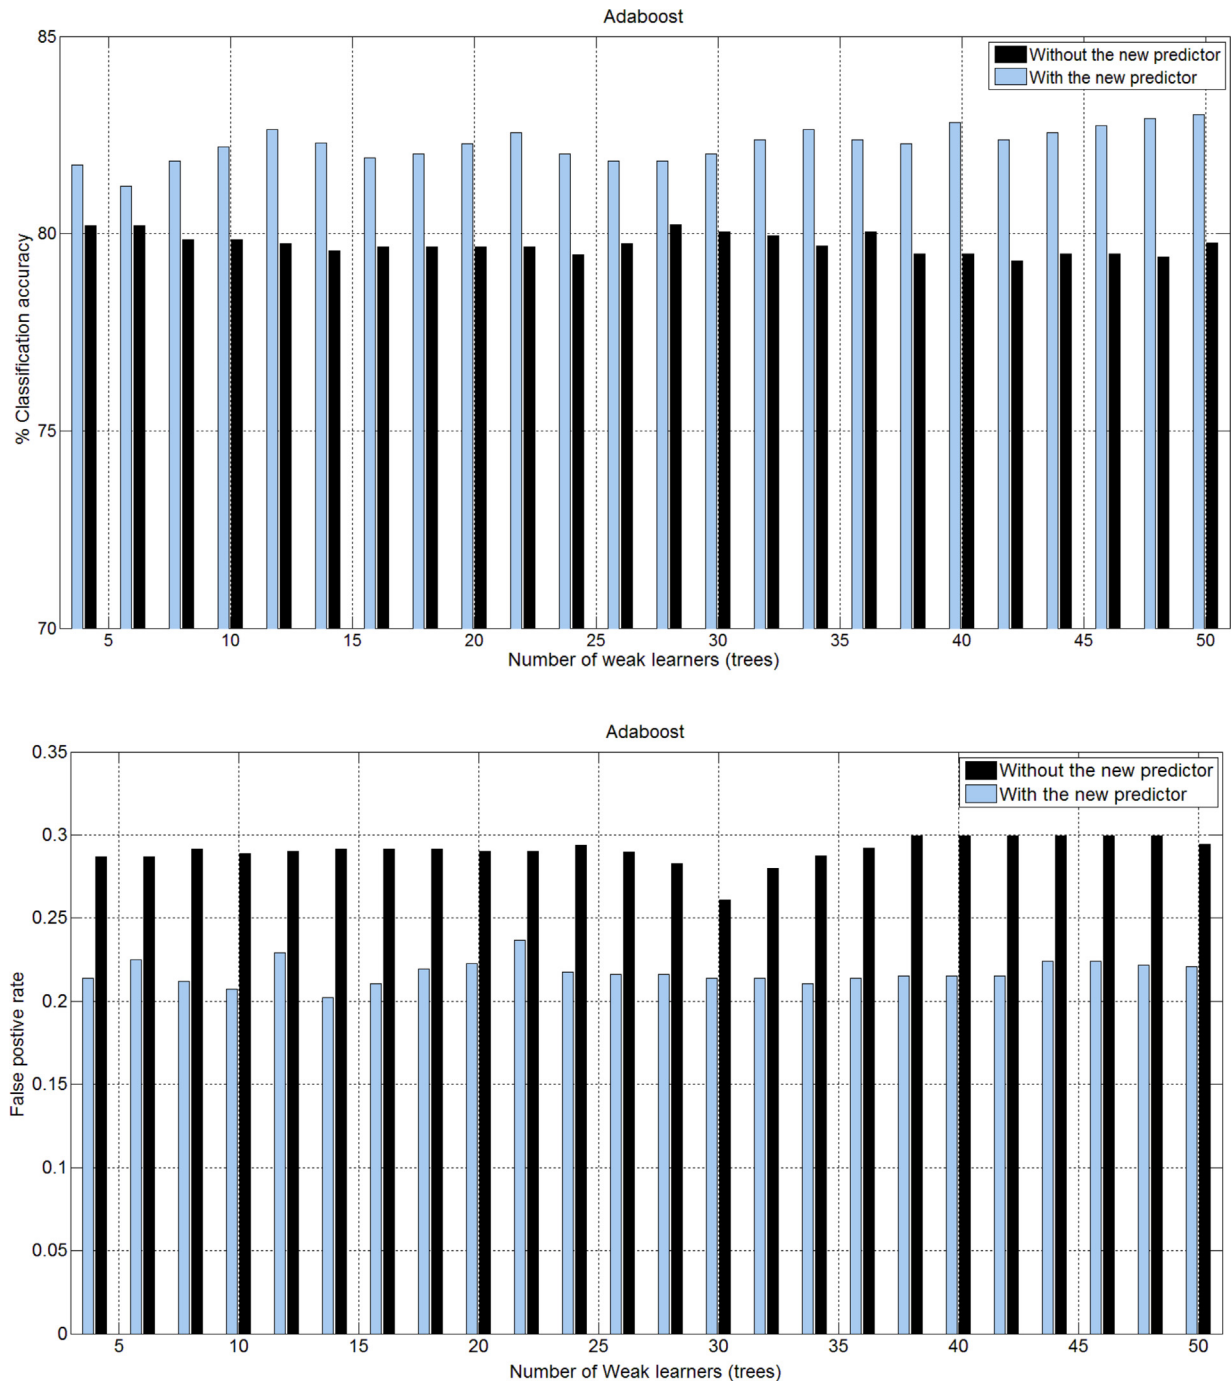 Adaboost
85
Without the new predictor
With the new predictor
80
% Classification accuracy
75
70
5 10 15 20 25 30 35 40 45 50
Number of weak learners (trees)
Adaboost
0.35
Without the new predictor
With the new predictor
0.3
0.25
0.2
False postive rate
0.15
0.1
0.05
0
5 10 15 20 25 30 35 40 45 50
Number of Weak learners (trees)